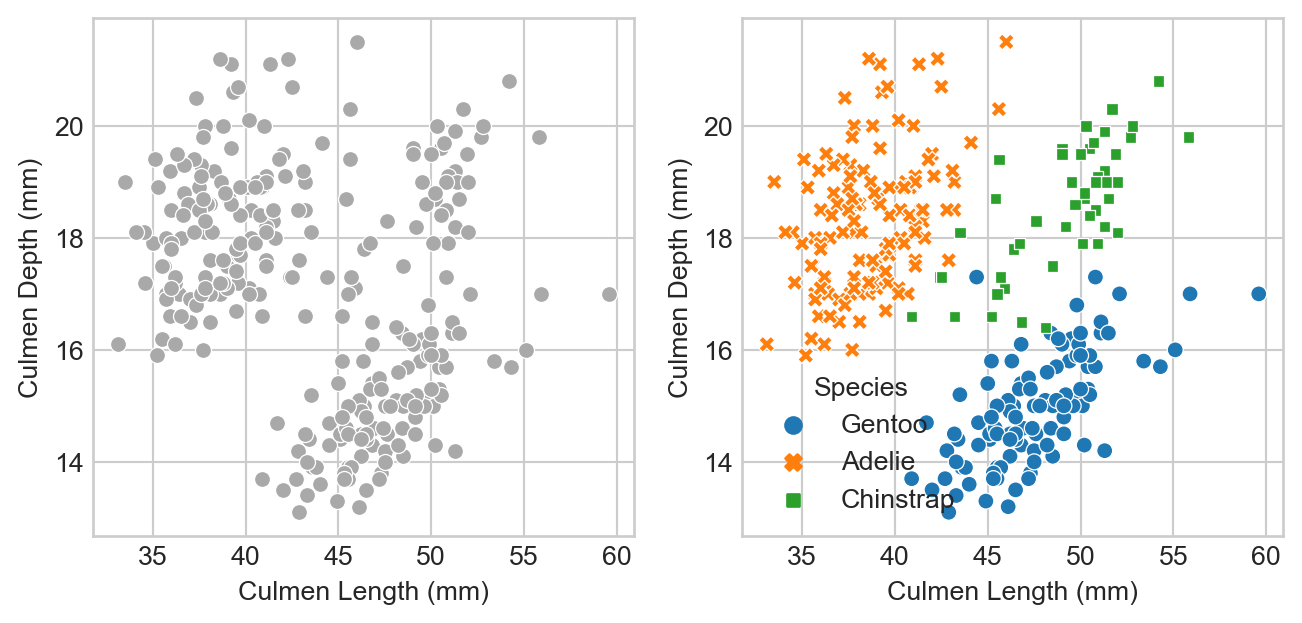 20
18
16
14
Culmen Depth (mm)
35 40 45 50 55 60
Culmen Length (mm)
20
18
16
14
Culmen Depth (mm)
Species
Gentoo
Adelie
Chinstrap
35 40 45 50 55 60
Culmen Length (mm)